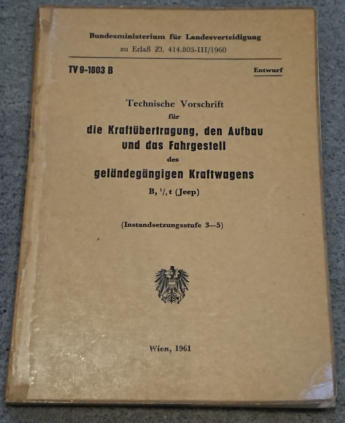 Bundesministerium für Landesverteidigung
zu Erlaß Zl. 414.803-III/1960
TV 9-1803 B
Entwurf
Technische Vorschrift
für
die Kraftübertragung, den Aufbau
und das Fahrgestell
des
geländegängigen Kraftwagens
B, ¹/₄ t (Jeep)
(Instandsetzungsstufe 3—5)
Wien, 1961